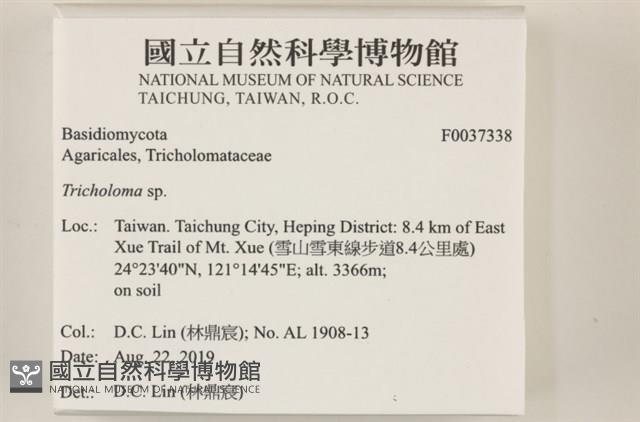 國立自然科學博物館
NATIONAL MUSEUM OF NATURAL SCIENCE
TAICHUNG, TAIWAN, R.O.C.
Basidiomycota F0037338
Agaricales, Tricholomataceae
Tricholoma sp.
Loc.: Taiwan. Taichung City, Heping District: 8.4 km of East
Xue Trail of Mt. Xue (雪山雪東線步道8.4公里處)
24°23'40"N, 121°14'45"E; alt. 3366m;
on soil
Col.: D.C. Lin (林鼎宸); No. AL 1908-13
Date: Aug. 22, 2019
國立自然科學博物館
NATIONAL MUSEUM OF NATURAL SCIENCE
Det.: D.C. Lin (林鼎宸)